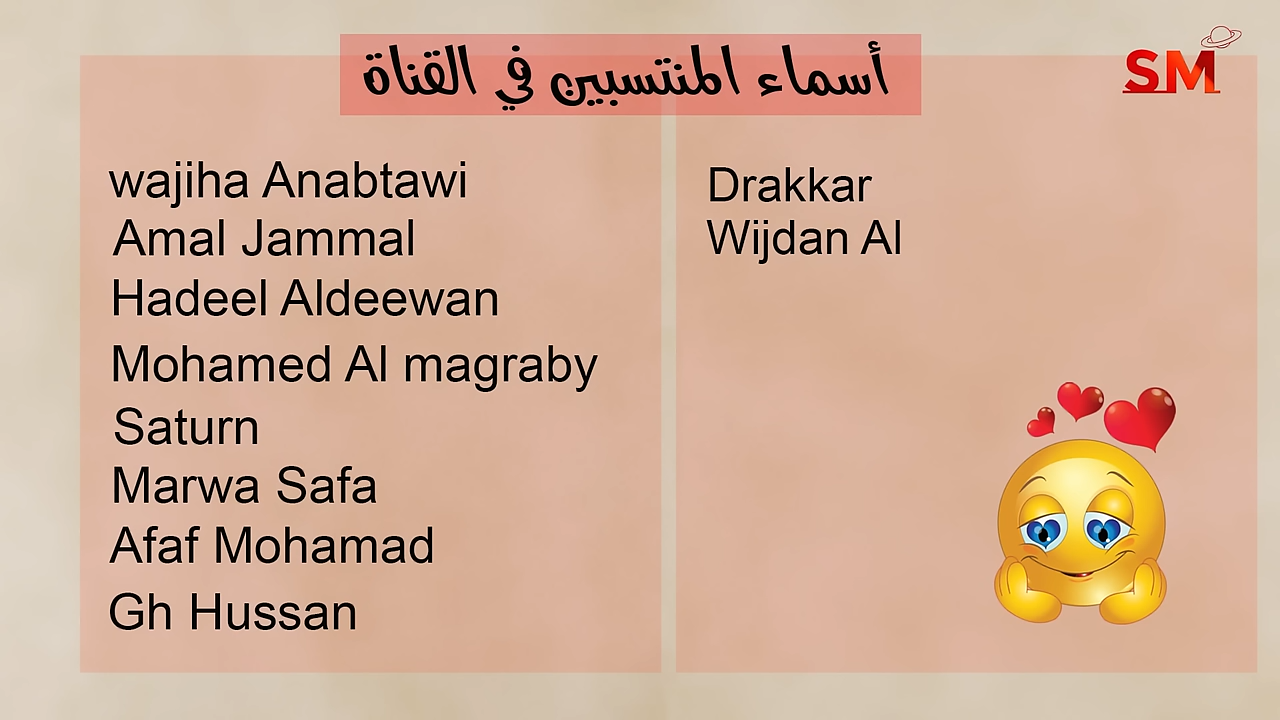 أسماء المنتسبين في القناة
SM
wajiha Anabtawi
Amal Jammal
Hadeel Aldeewan
Mohamed Al magraby
Saturn
Marwa Safa
Afaf Mohamad
Gh Hussan
Drakkar
Wijdan Al